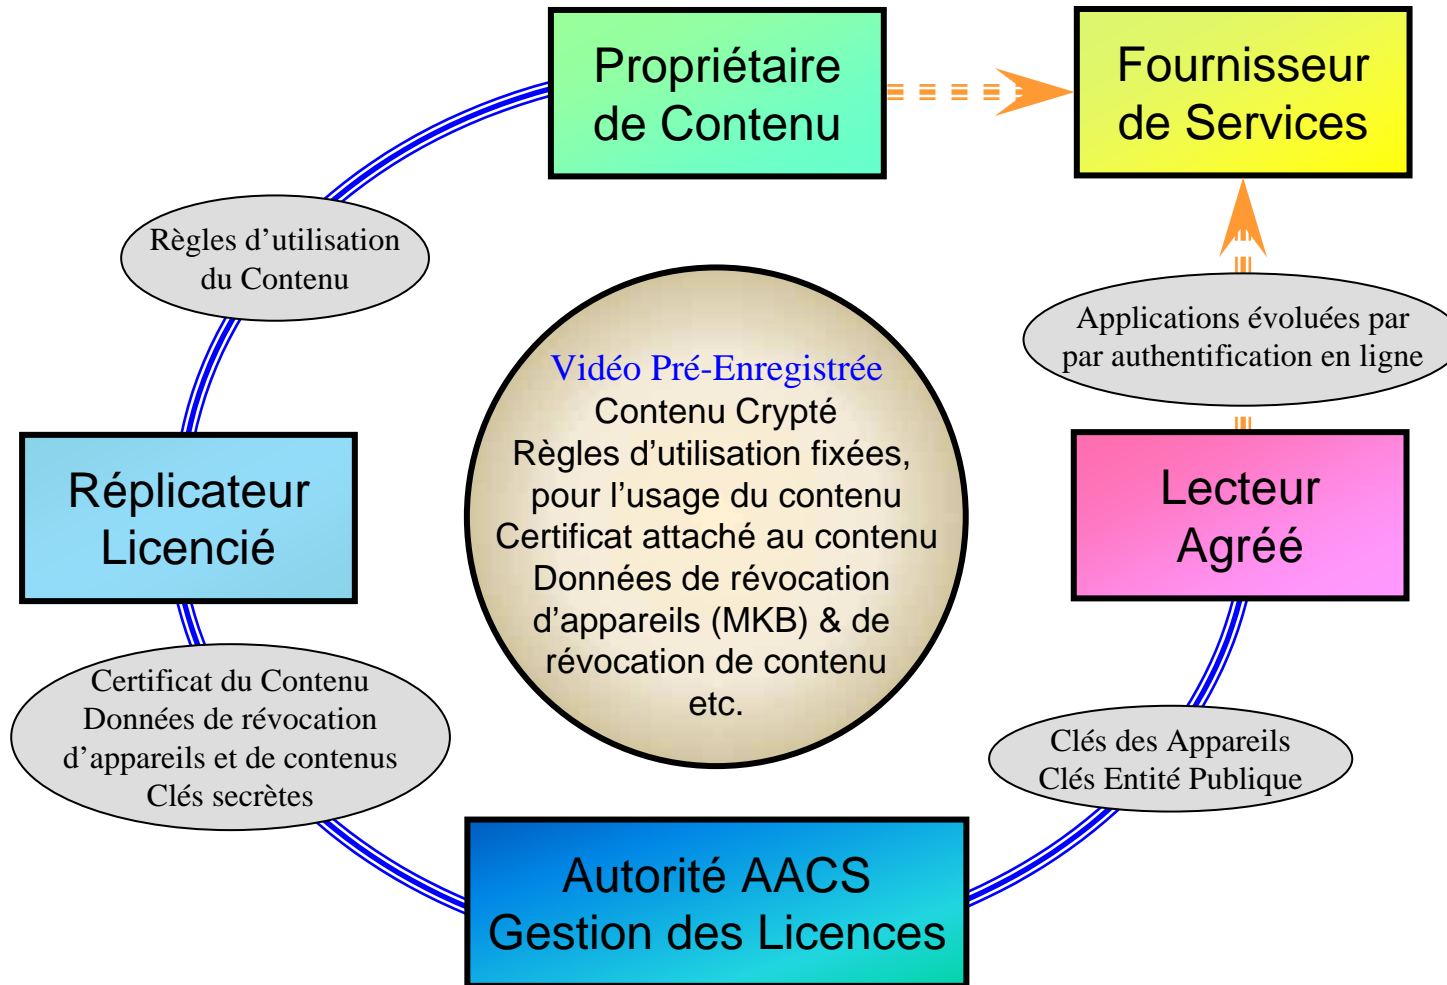 Propriétaire
de Contenu
Fournisseur
de Services
Règles d’utilisation
du Contenu
Applications évoluées par
par authentification en ligne
Vidéo Pré-Enregistrée
Contenu Crypté
Règles d’utilisation fixées,
pour l’usage du contenu
Certificat attaché au contenu
Données de révocation
d’appareils (MKB) & de
révocation de contenu
etc.
Réplicateur
Licencié
Lecteur
Agréé
Certificat du Contenu
Données de révocation
d’appareils et de contenus
Clés secrètes
Clés des Appareils
Clés Entité Publique
Autorité AACS
Gestion des Licences